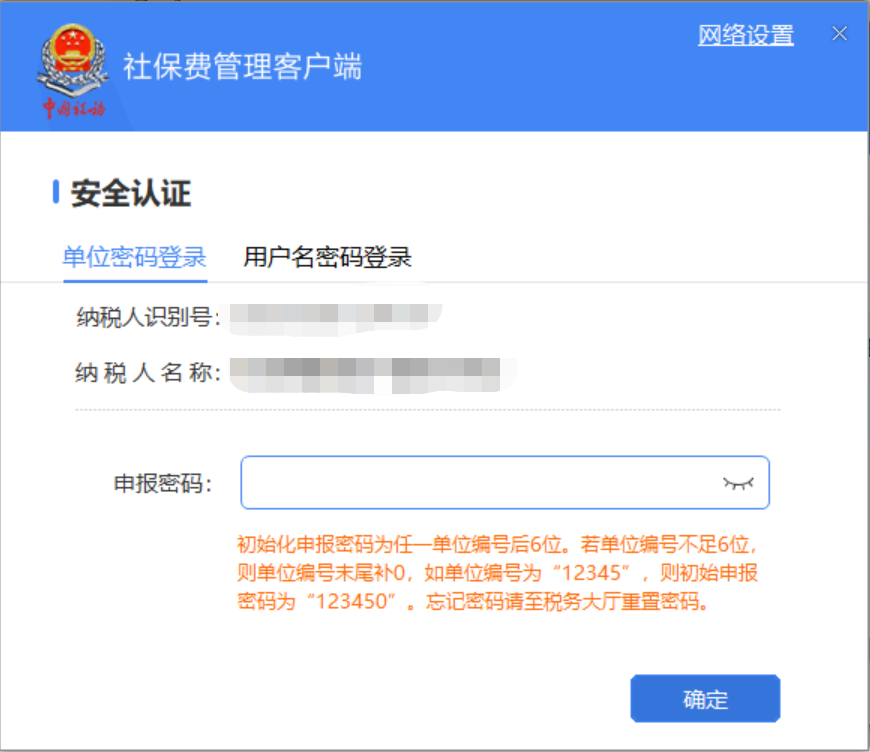 网络设置
社保费管理客户端
中国税务
安全认证
单位密码登录 用户名密码登录
纳税人识别号:
纳税人名称:
申报密码:
初始化申报密码为任一单位编号后6位。若单位编号不足6位,
则单位编号末尾补0, 如单位编号为“12345”, 则初始申报
密码为“123450”。忘记密码请至税务大厅重置密码。
确定